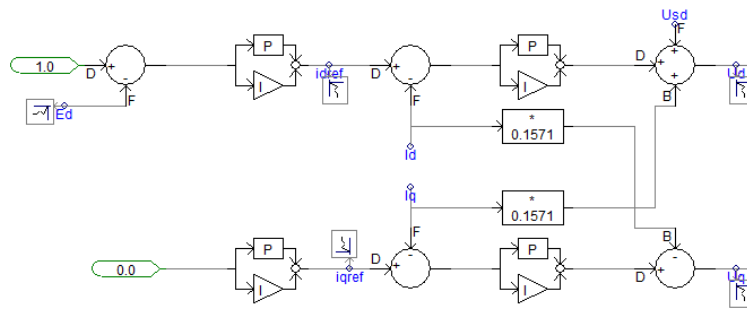 Usd
F
1.0
D
+
-
F
Ed
P
I
idref
D
+
-
F
P
I
D
+
+
+
B
Ud
*
0.1571
Id
Iq
*
0.1571
F
B
0.0
P
I
iqref
D
+
-
P
I
D
+
-
Uq